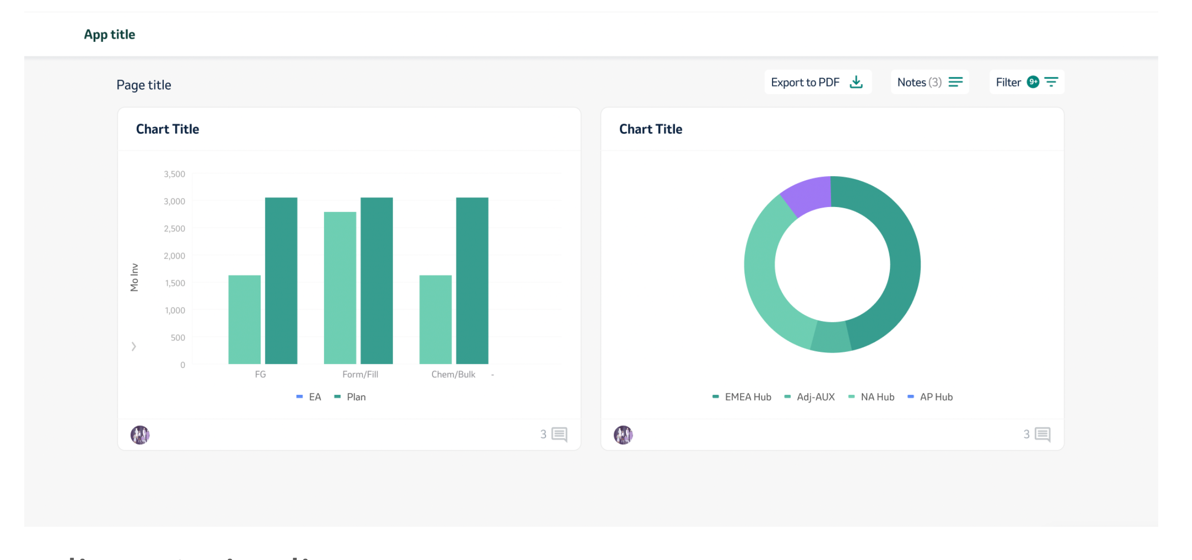 App title
Page title
Export to PDF
Notes (3)
Filter 9+
Chart Title
3,500
3,000
2,500
2,000
1,500
1,000
500
0
Mo Inv
FG Form/Fill Chem/Bulk -
EA Plan
3
Chart Title
EMEA Hub Adj-AUX NA Hub AP Hub
3